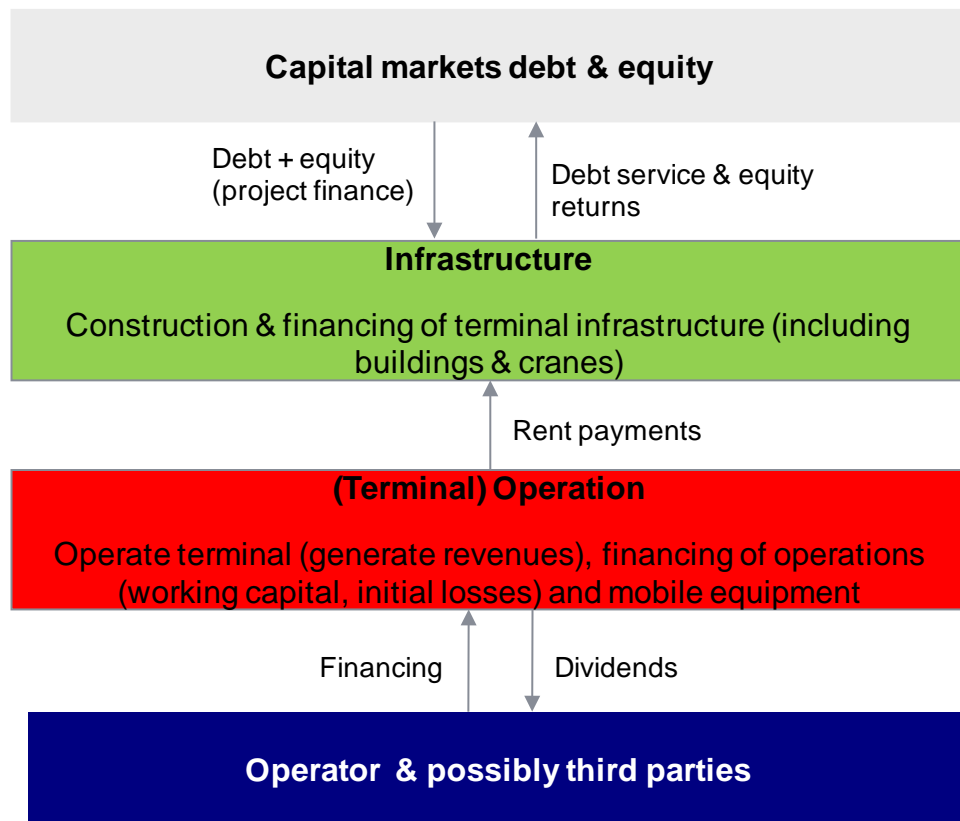 Capital markets debt & equity
Debt + equity
(project finance)
Debt service & equity
returns
Infrastructure
Construction & financing of terminal infrastructure (including
buildings & cranes)
Rent payments
(Terminal) Operation
Operate terminal (generate revenues), financing of operations
(working capital, initial losses) and mobile equipment
Financing
Dividends
Operator & possibly third parties